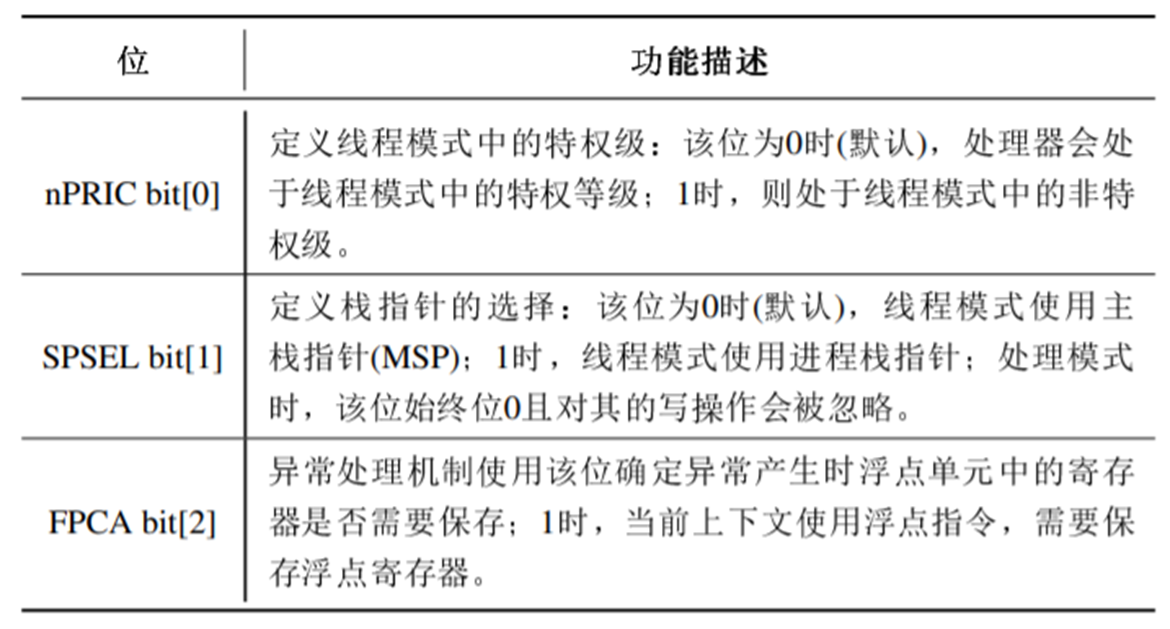 位 功能描述
定义线程模式中的特权级：该位为0时(默认)，处理器会处
nPRIC bit[0] 于线程模式中的特权等级；1时，则处于线程模式中的非特
权级。
定义栈指针的选择：该位为0时(默认)，线程模式使用主
SPSEL bit[1] 栈指针(MSP)；1时，线程模式使用进程栈指针；处理模式
时，该位始终位0且对其的写操作会被忽略。
异常处理机制使用该位确定异常产生时浮点单元中的寄存
FPCA bit[2] 器是否需要保存；1时，当前上下文使用浮点指令，需要保
存浮点寄存器。